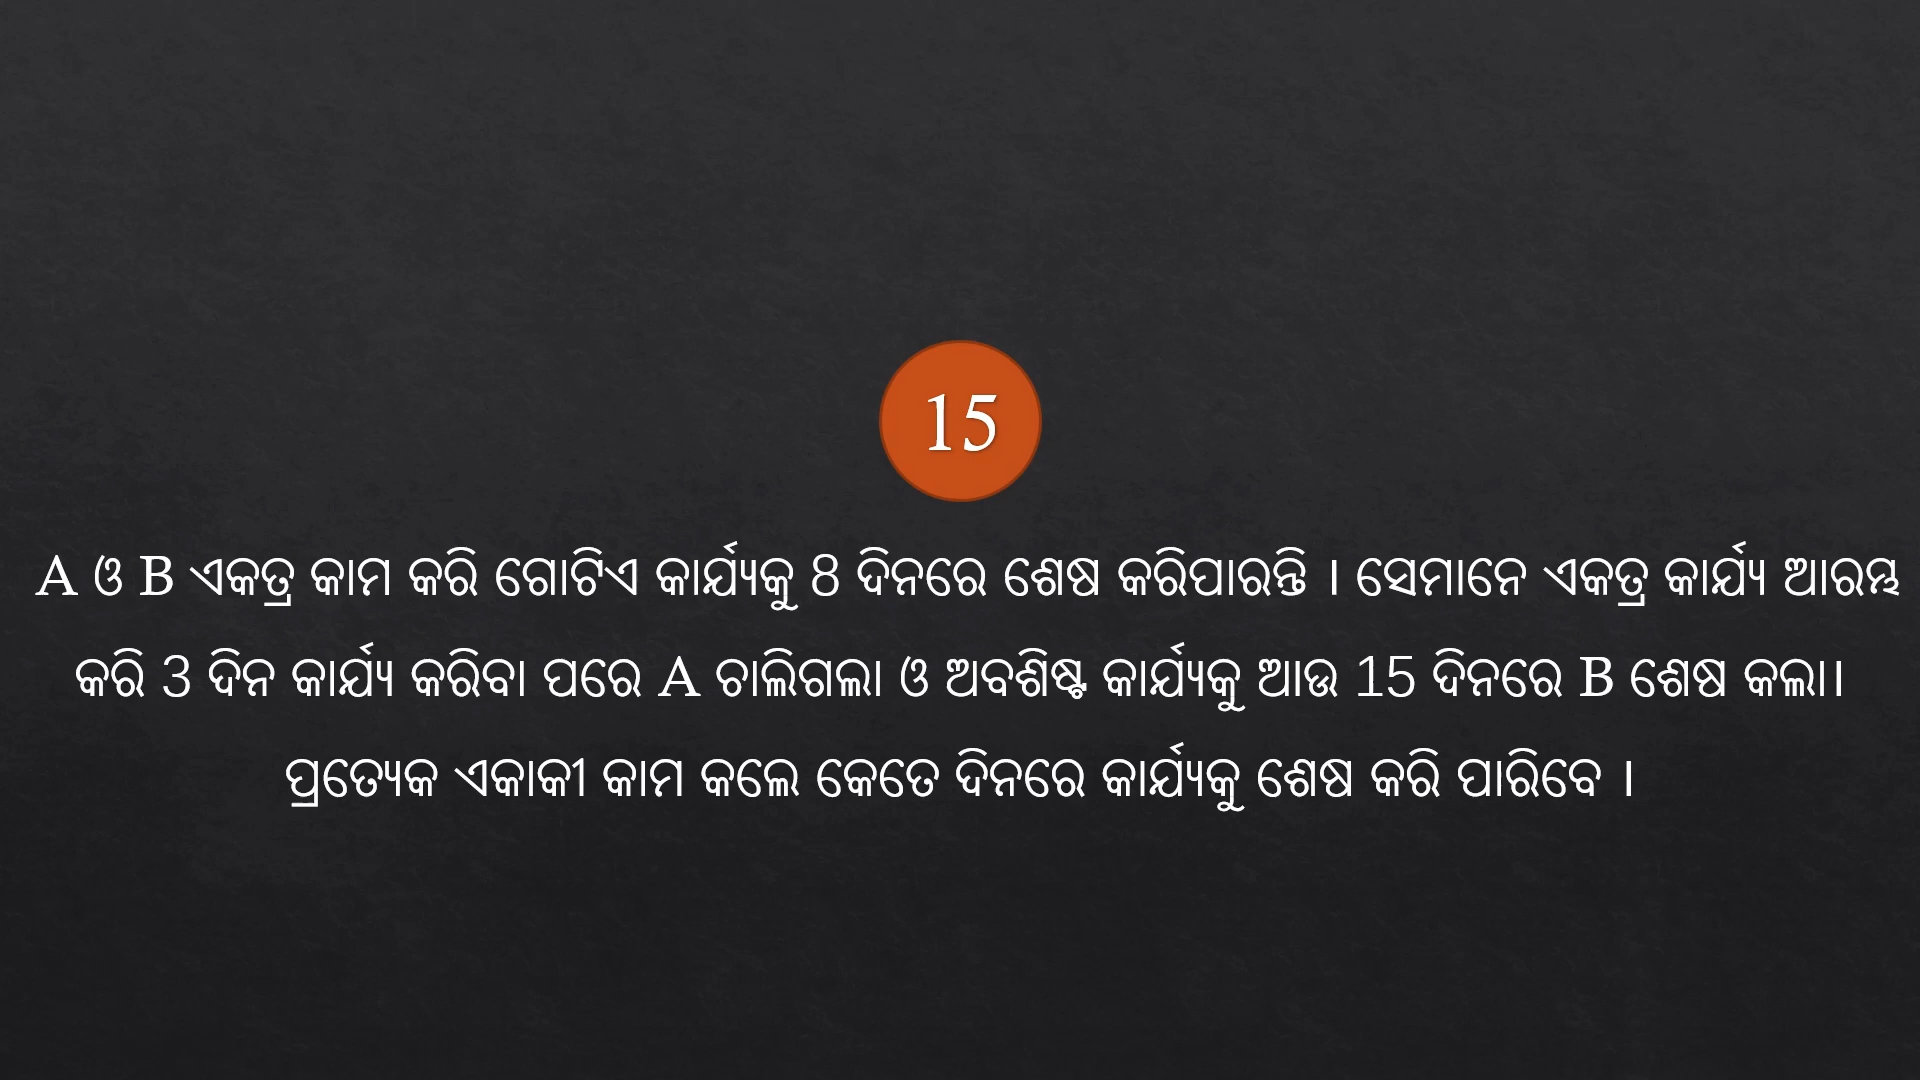 15
A ଓ B ଏକତ୍ର କାମ କରି ଗୋଟିଏ କାର୍ଯ୍ୟକୁ 8 ଦିନରେ ଶେଷ କରିପାରନ୍ତି । ସେମାନେ ଏକତ୍ର କାର୍ଯ୍ୟ ଆରମ୍ଭ
କରି 3 ଦିନ କାର୍ଯ୍ୟ କରିବା ପରେ A ଚାଲିଗଲା ଓ ଅବଶିଷ୍ଟ କାର୍ଯ୍ୟକୁ ଆଉ 15 ଦିନରେ B ଶେଷ କଲା।
ପ୍ରତ୍ୟେକ ଏକାକୀ କାମ କଲେ କେତେ ଦିନରେ କାର୍ଯ୍ୟକୁ ଶେଷ କରି ପାରିବେ ।